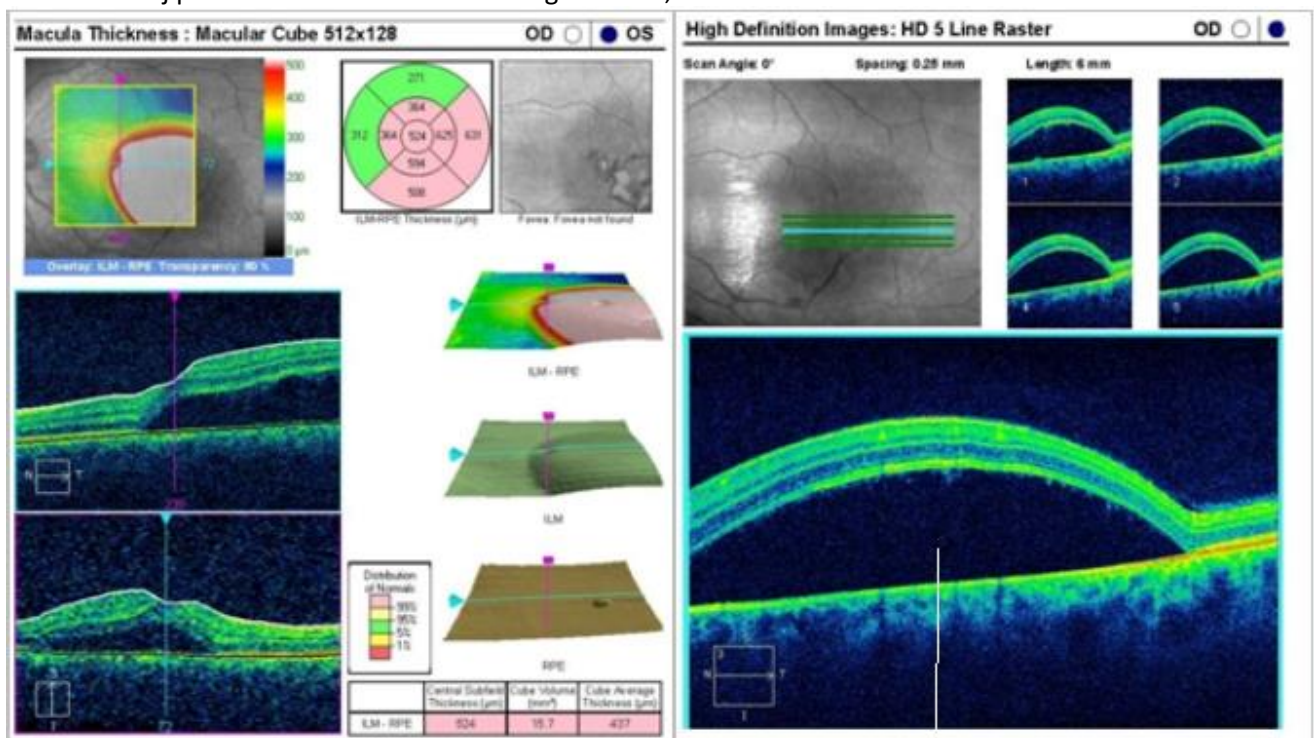 Macula Thickness : Macular Cube 512x128
OD
OS
500
400
300
200
100
0 µm
Overlay: ILM - RPE Transparency: 80 %
271
364
312
364
524
625
631
594
508
ILM-RPE Thickness (µm)
Fovea: Fovea not found
ILM - RPE
ILM
RPE
N
T
Distribution
of Normals
99%
95%
5%
1%
Central Subfield
Thickness (µm)
Cube Volume
(mm³)
Cube Average
Thickness (µm)
ILM - RPE
524
15.7
437
High Definition Images: HD 5 Line Raster
OD
Scan Angle: 0°
Spacing: 0.25 mm
Length: 6 mm
1
2
4
5
S
N
T
I